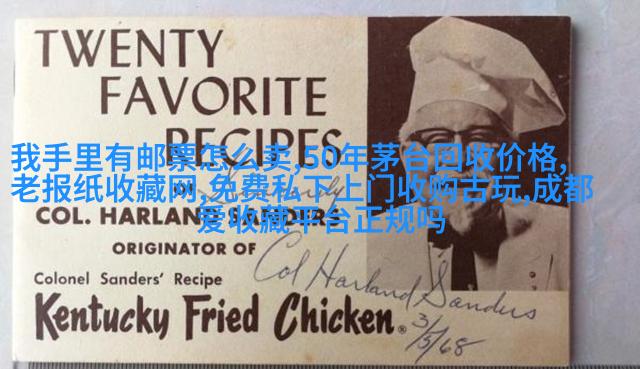 TWENTY
FAVORITE
RECIPES
我手里有邮票怎么卖,50年茅台回收价格,
老报纸收藏网,免费私下上门收购古玩,成都
爱收藏平台正规吗
COL. HARLAND SANDERS
ORIGINATOR OF
Colonel Sanders' Recipe
Kentucky Fried Chicken®
Col Harland Sanders
3/5/68